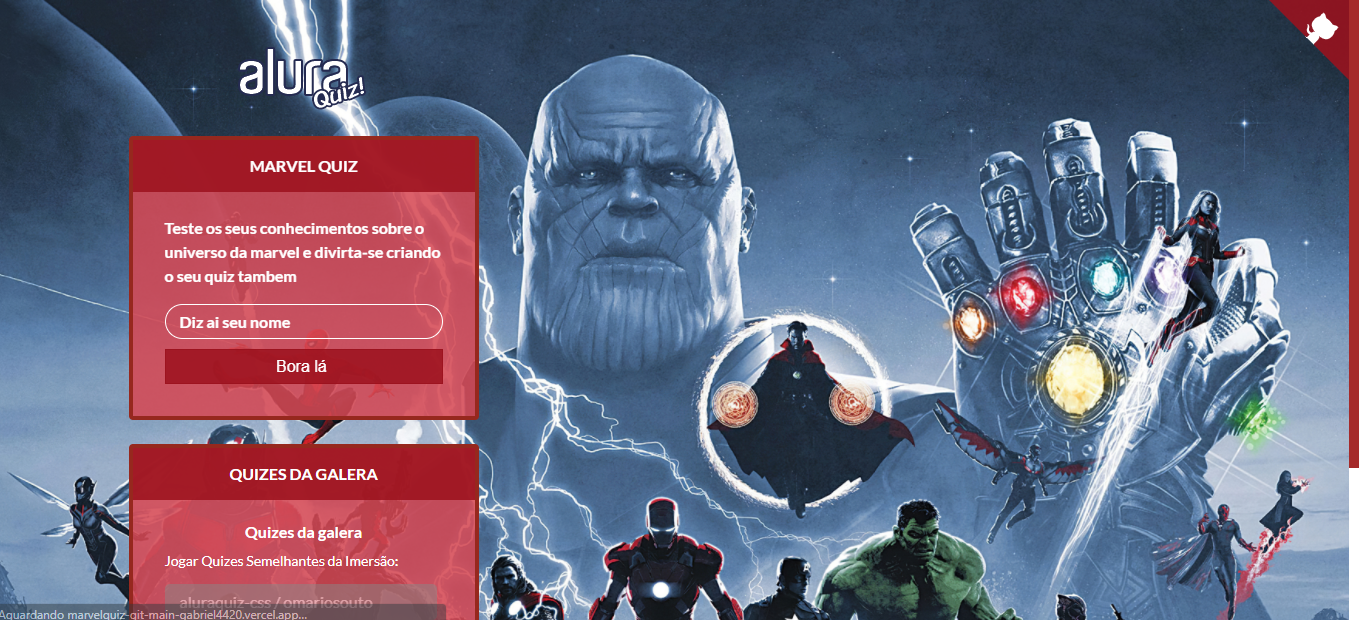 alura
Quiz!
MARVEL QUIZ
Teste os seus conhecimentos sobre o
universo da marvel e divirta-se criando
o seu quiz tambem
Diz ai seu nome
Bora lá
QUIZES DA GALERA
Quizes da galera
Jogar Quizes Semelhantes da Imersão:
aluraquiz-css / omariosouto
Aguardando marvelquiz-git-main-gabriel4420.vercel.app...